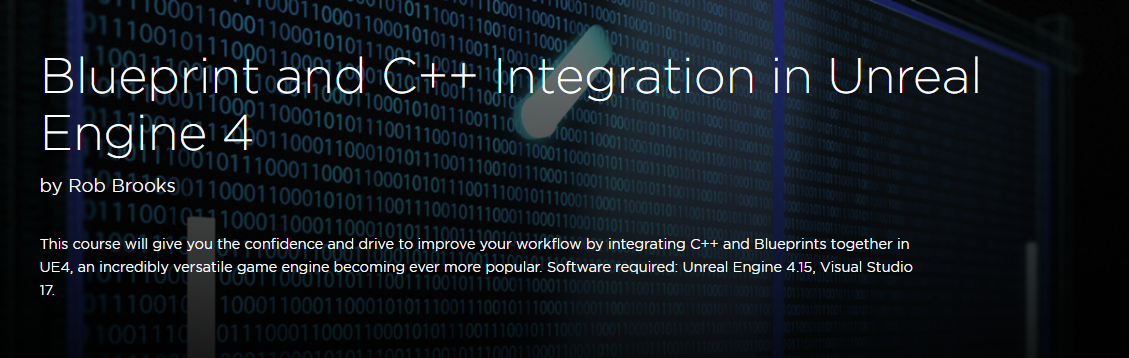 Blueprint and C++ Integration in Unreal
Engine 4
by Rob Brooks
This course will give you the confidence and drive to improve your workflow by integrating C++ and Blueprints together in
UE4, an incredibly versatile game engine becoming ever more popular. Software required: Unreal Engine 4.15, Visual Studio
17.